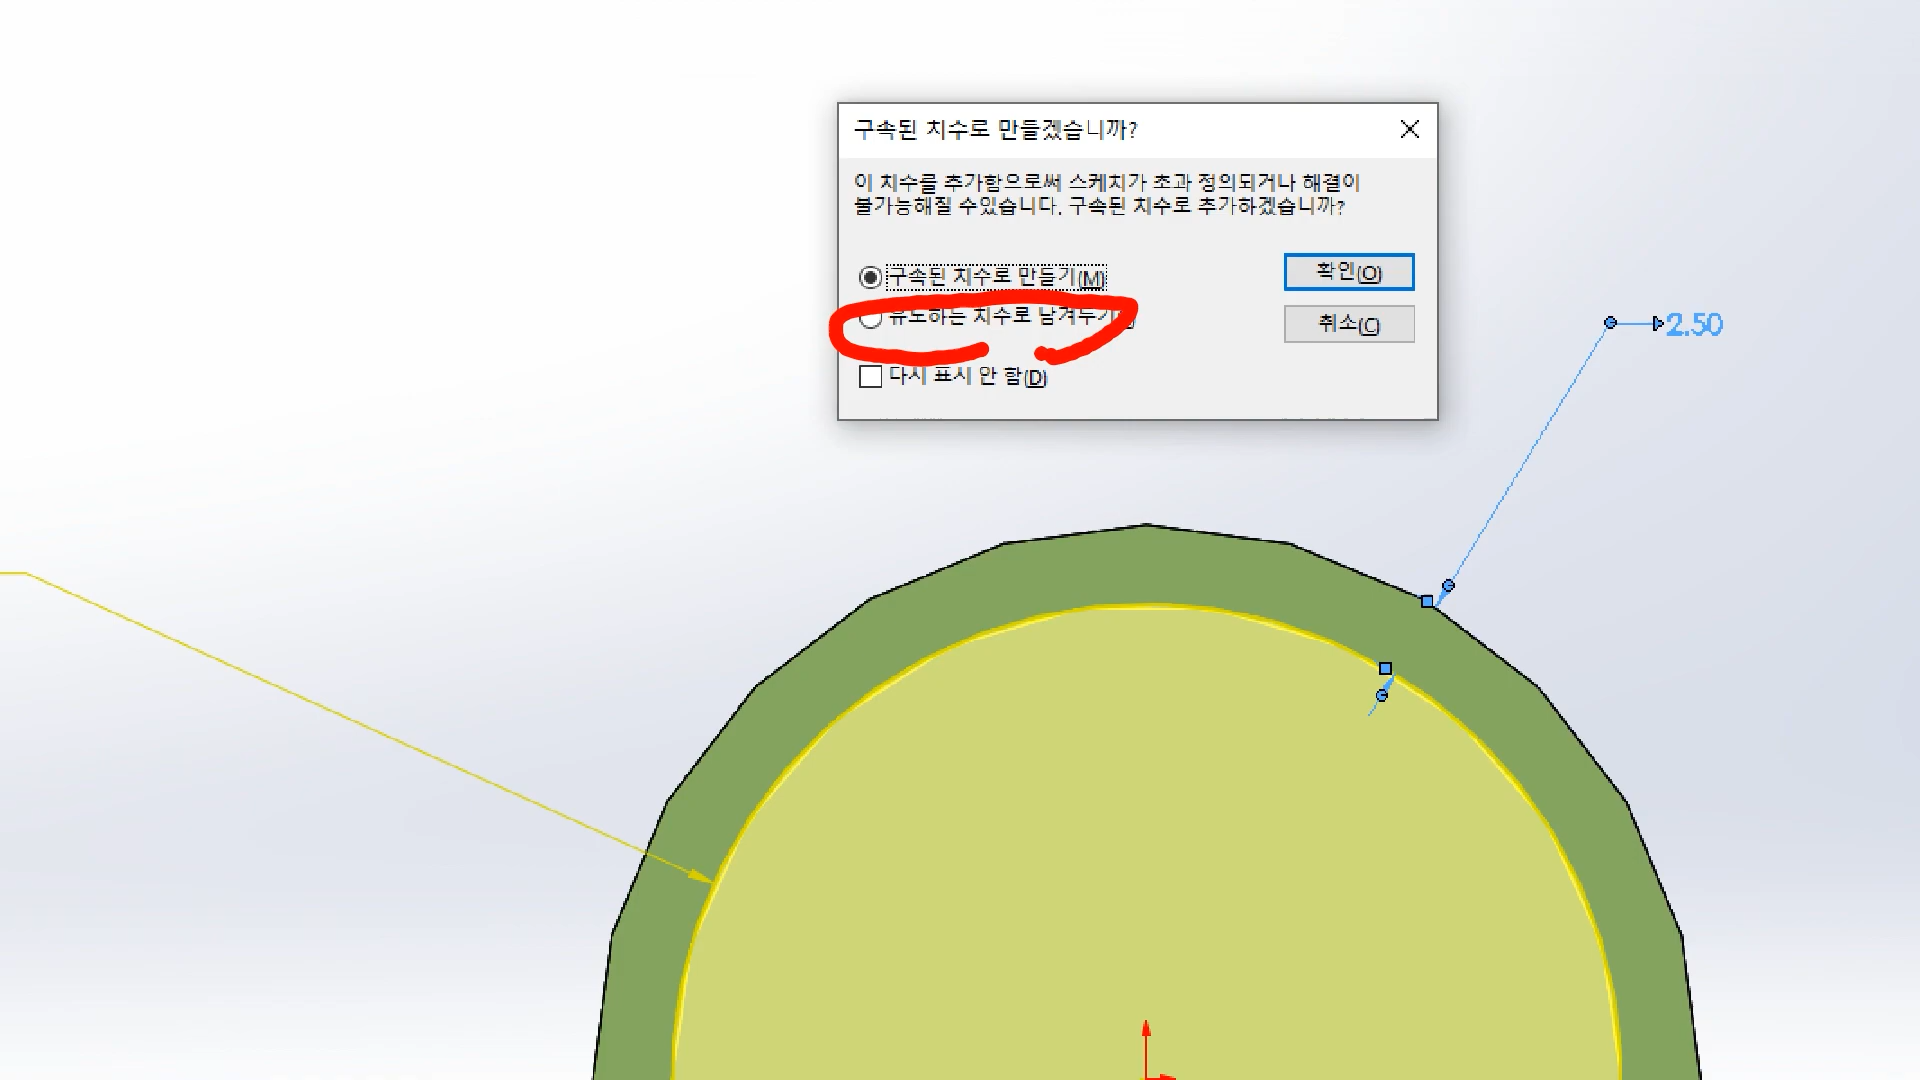 구속된 치수로 만들겠습니까?
이 치수를 추가함으로써 스케치가 초과 정의되거나 해결이
불가능해질 수있습니다. 구속된 치수로 추가하겠습니까?
구속된 치수로 만들기(M)
확인(O)
유도하는 치수로 남겨두기
취소(C)
다시 표시 안 함(D)
2.50